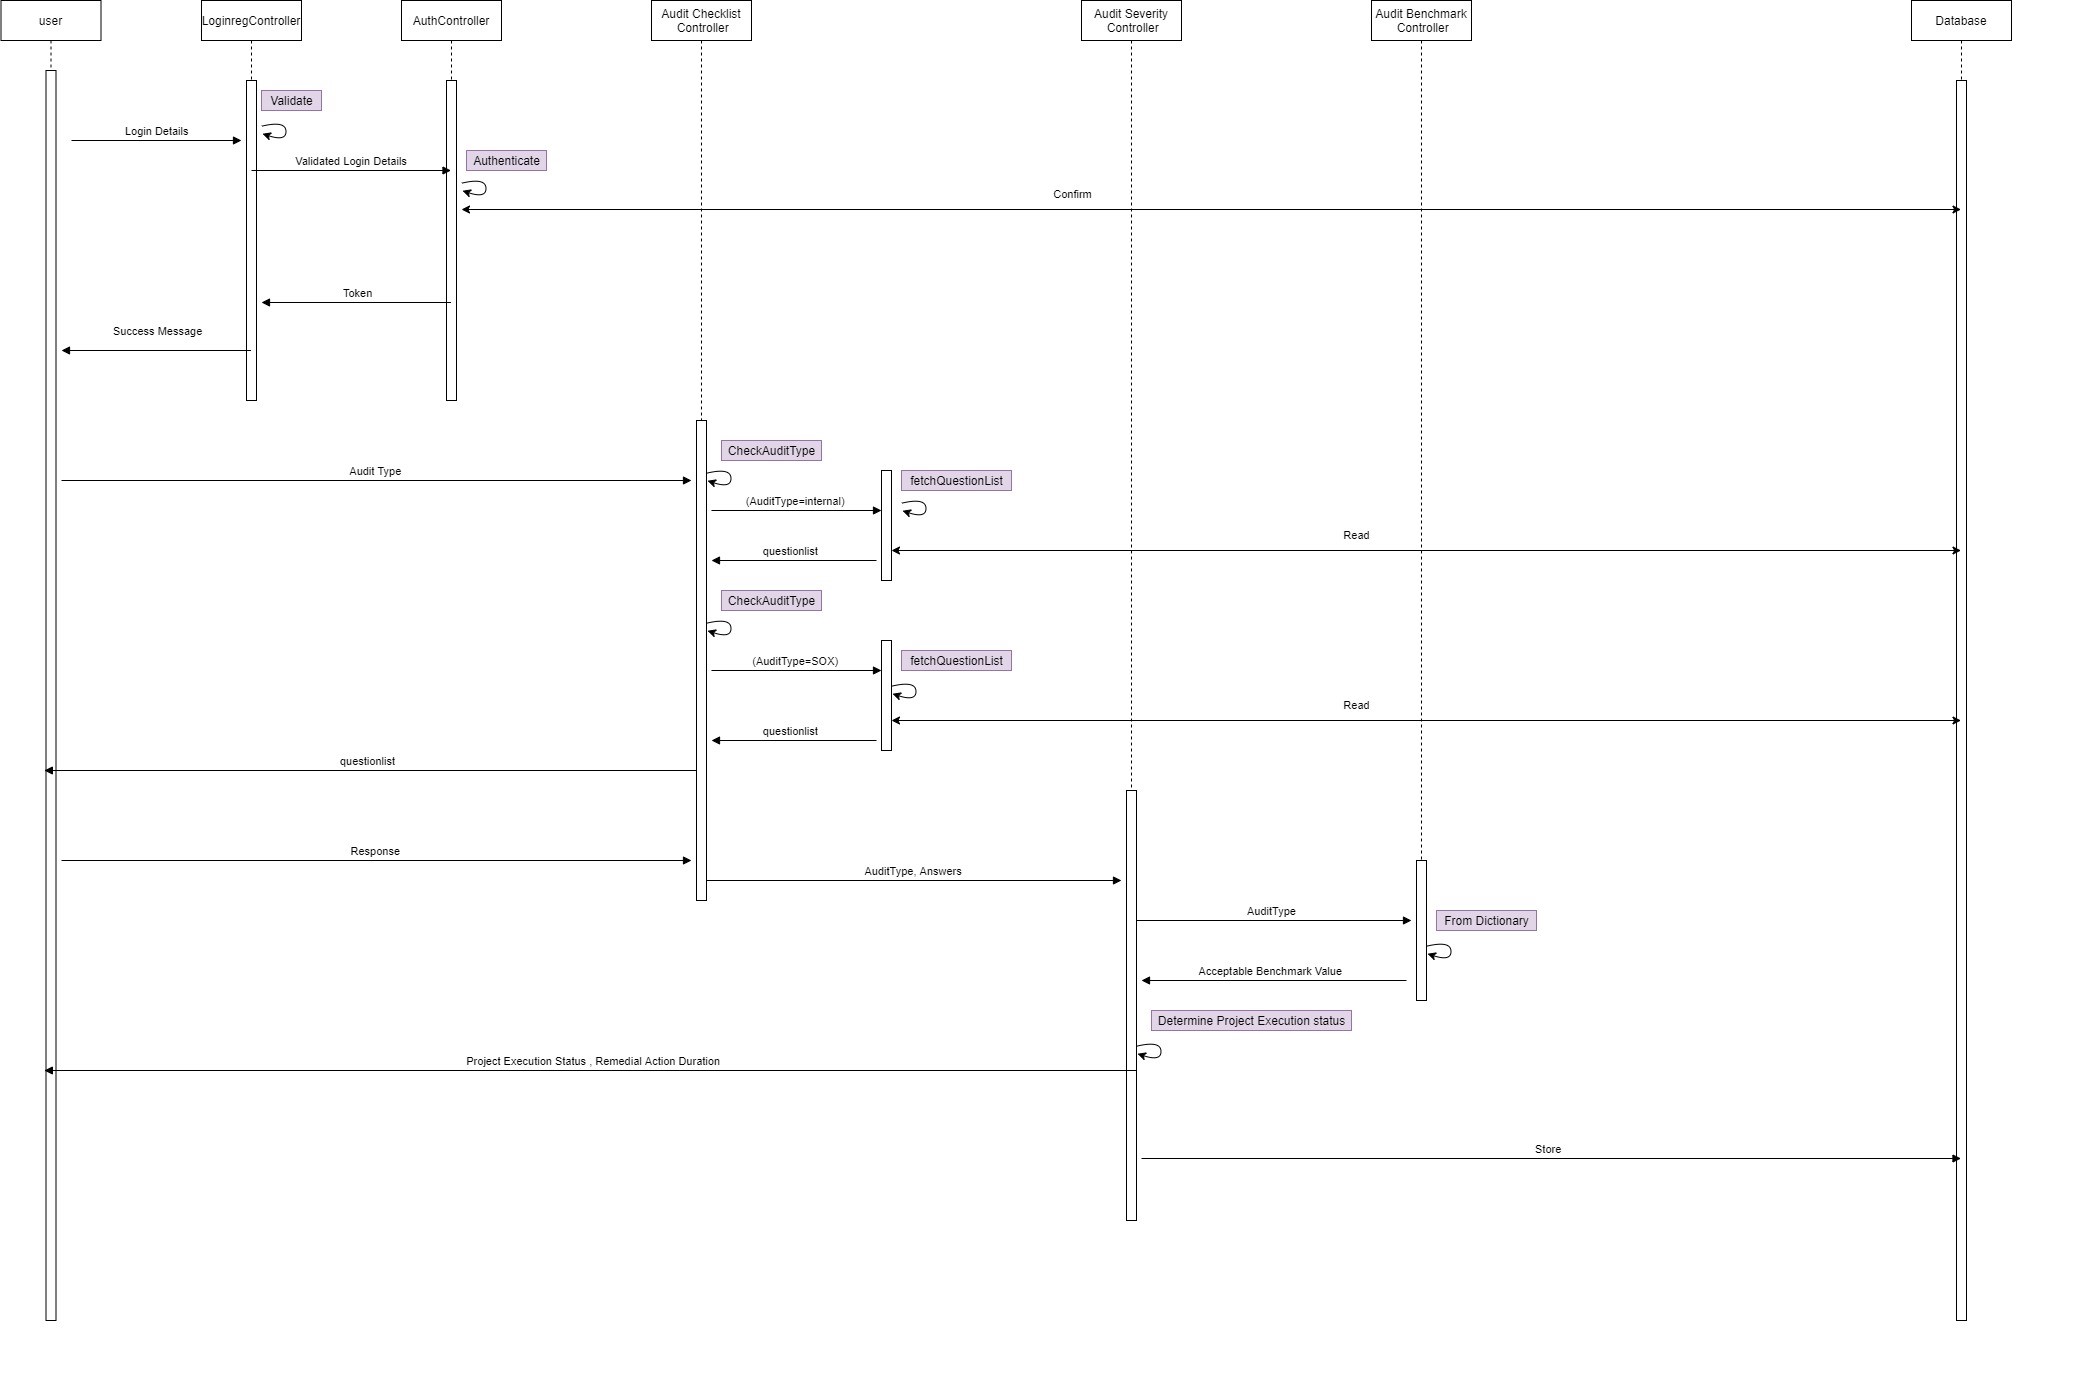 user
LoginregController
AuthController
Audit Checklist
Controller
Audit Severity
Controller
Audit Benchmark
Controller
Database
Validate
Login Details
Validated Login Details
Authenticate
Confirm
Token
Success Message
CheckAuditType
Audit Type
fetchQuestionList
(AuditType=internal)
Read
questionlist
CheckAuditType
(AuditType=SOX)
fetchQuestionList
Read
questionlist
questionlist
Response
AuditType, Answers
AuditType
From Dictionary
Acceptable Benchmark Value
Determine Project Execution status
Project Execution Status , Remedial Action Duration
Store